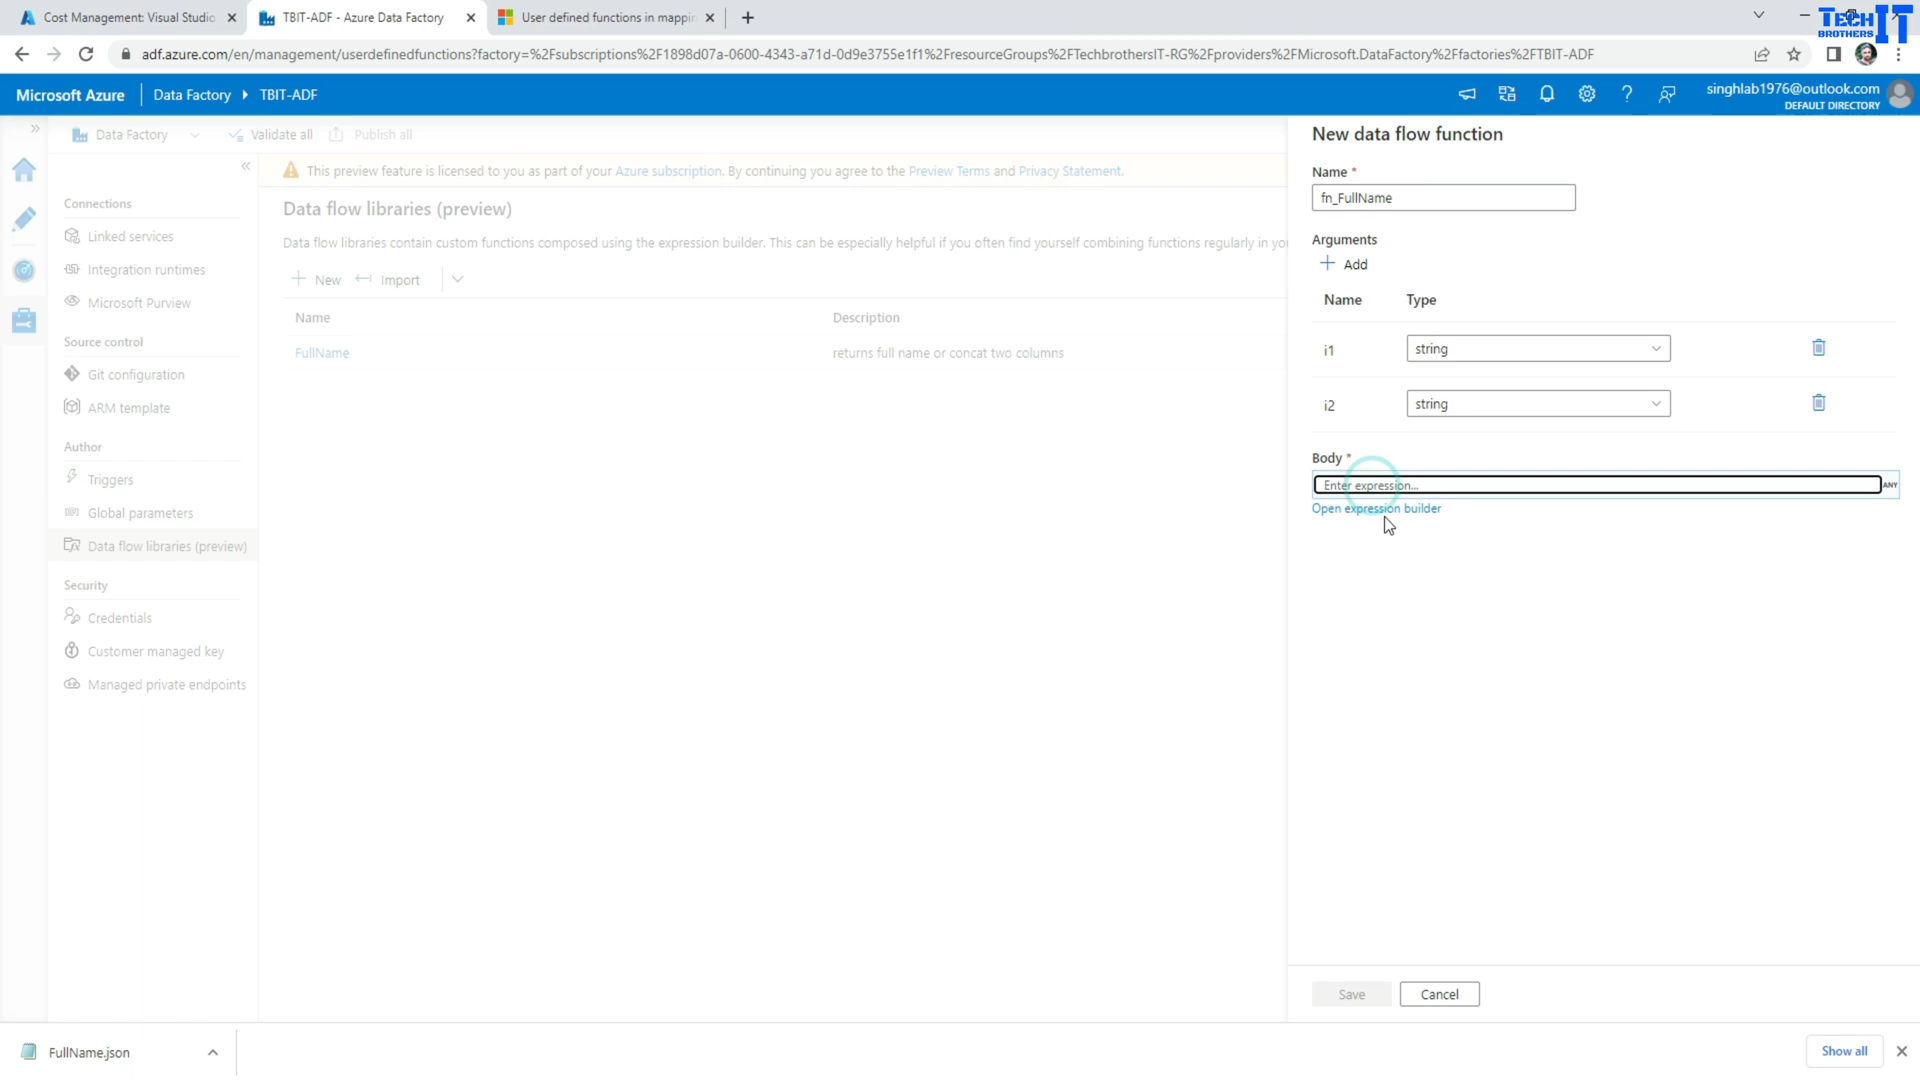 Cost Management: Visual Studio
TBIT-ADF - Azure Data Factory
User defined functions in mappin
TECH IT
BROTHERS
adf.azure.com/en/management/userdefinedfunctions?factory=%2Fsubscriptions%2F1898d07a-0600-4343-a71d-0d9e3755e1f1%2FresourceGroups%2FTechbrothersIT-RG%2Fproviders%2FMicrosoft.DataFactory%2Ffactories%2FTBIT-ADF
Microsoft Azure
Data Factory
TBIT-ADF
singhlab1976@outlook.com
DEFAULT DIRECTORY
Data Factory
Validate all
Publish all
Connections
Linked services
Integration runtimes
Microsoft Purview
Source control
Git configuration
ARM template
Author
Triggers
Global parameters
Data flow libraries (preview)
Security
Credentials
Customer managed key
Managed private endpoints
This preview feature is licensed to you as part of your Azure subscription. By continuing you agree to the Preview Terms and Privacy Statement.
Data flow libraries (preview)
Data flow libraries contain custom functions composed using the expression builder. This can be especially helpful if you often find yourself combining functions regularly in you
New
Import
Name
Description
FullName
returns full name or concat two columns
New data flow function
Name *
fn_FullName
Arguments
Add
Name
Type
i1
string
i2
string
Body *
Enter expression...
ANY
Open expression builder
Save
Cancel
FullName.json
Show all